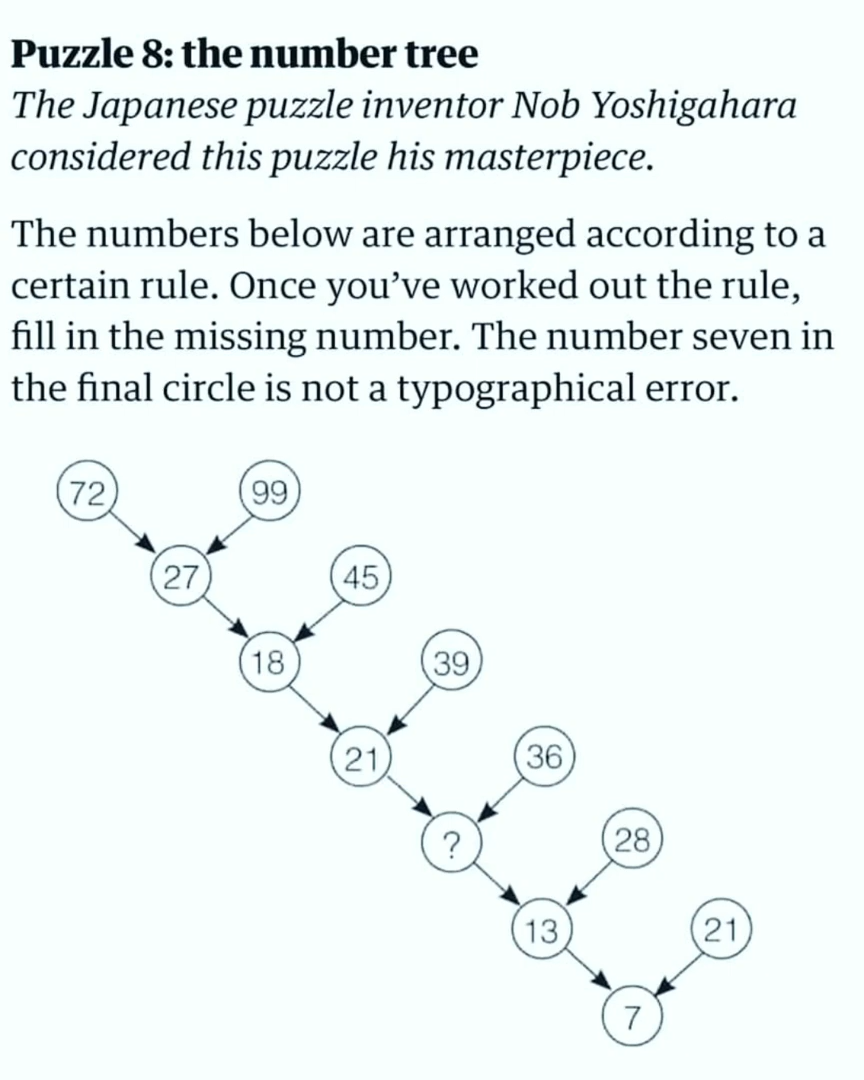 Puzzle 8: the number tree
The Japanese puzzle inventor Nob Yoshigahara
considered this puzzle his masterpiece.
The numbers below are arranged according to a
certain rule. Once you’ve worked out the rule,
fill in the missing number. The number seven in
the final circle is not a typographical error.
72 99
27 45
18 39
21 36
? 28
13 21
7